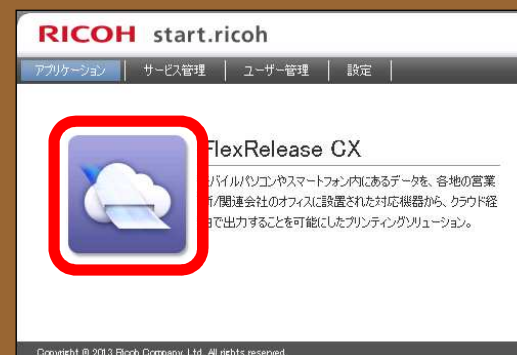 RICOH start.ricoh
アプリケーション サービス管理 ユーザー管理 設定
FlexRelease CX
バイルパソコンやスマートフォン内にあるデータを、各地の営業
所/関連会社のオフィスに設置された対応機器から、クラウド経
由で出力することを可能にしたプリンティングソリューション。
Copyright © 2013 Ricoh Company, Ltd. All rights reserved.